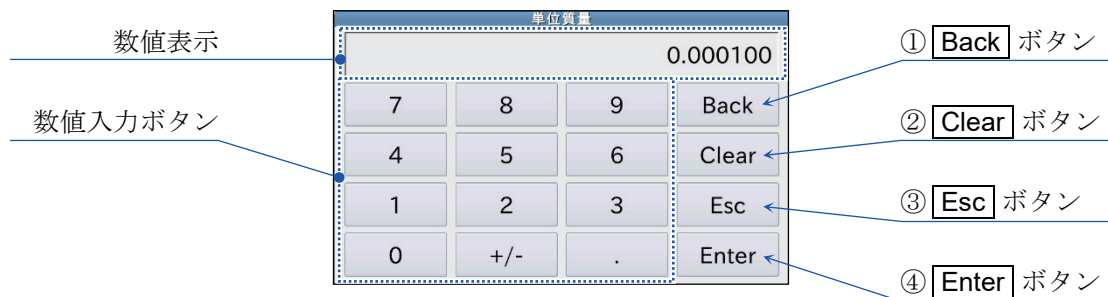 単位質量
数値表示
0.000100
① Back ボタン
7 8 9 Back
数値入力ボタン
② Clear ボタン
4 5 6 Clear
1 2 3 Esc
③ Esc ボタン
0 +/- . Enter
④ Enter ボタン